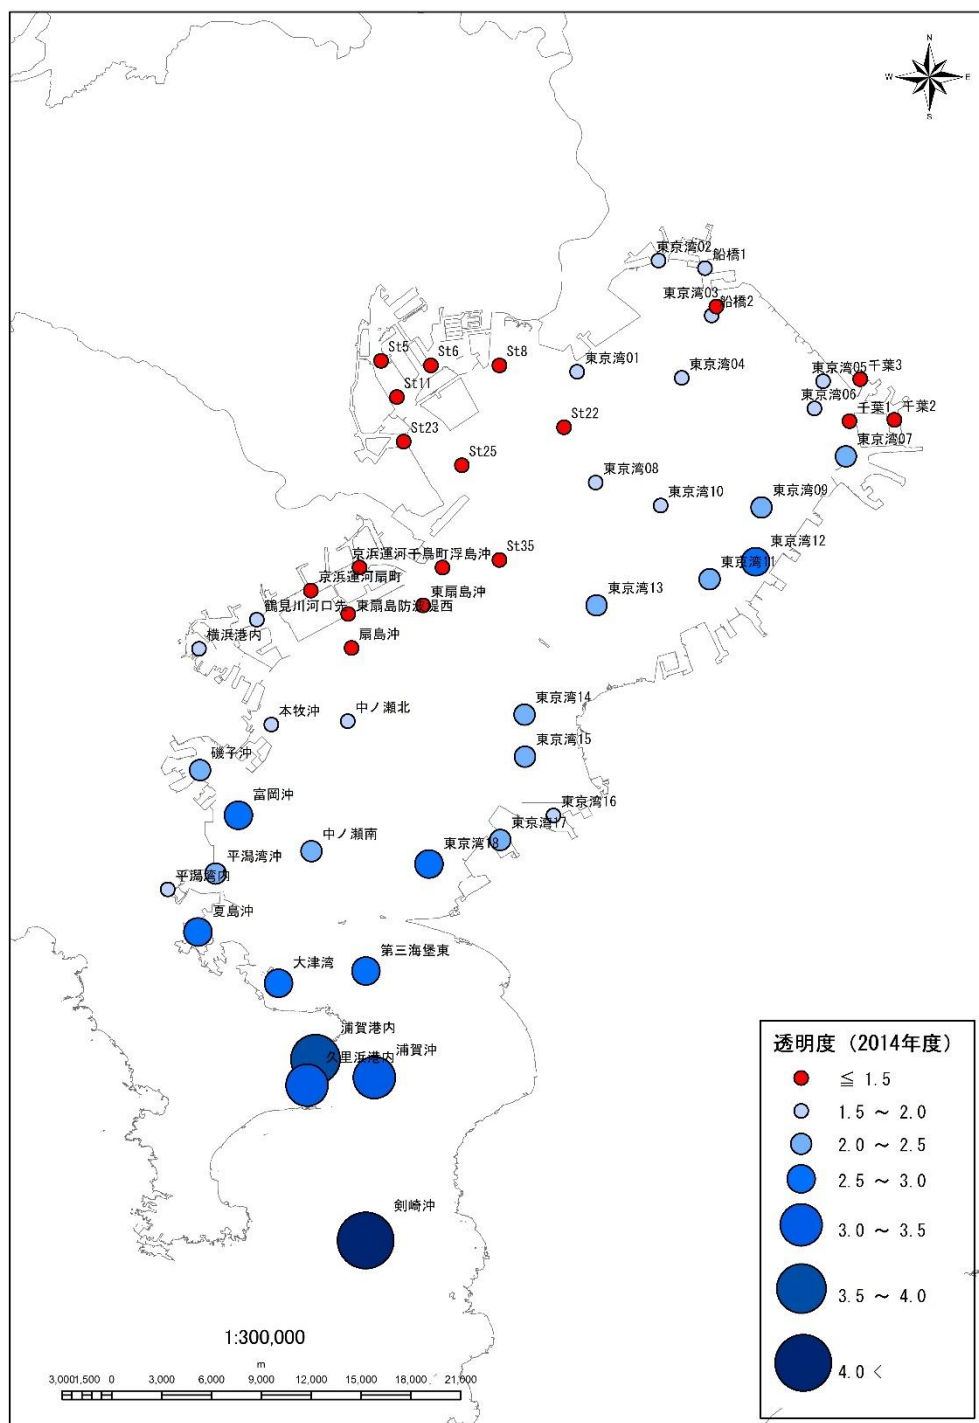 N
W
E
S
東京湾02
船橋1
東京湾03
船橋2
St5
St6
St8
東京湾01
東京湾04
東京湾05
千葉3
St11
東京湾06
千葉1
千葉2
St22
St23
東京湾07
St25
東京湾08
東京湾10
東京湾09
St35
東京湾12
京浜運河千鳥町
浮島沖
東京湾11
京浜運河扇町
東扇島沖
東京湾13
鶴見川河口先
東扇島防波堤西
横浜港内
扇島沖
本牧沖
中ノ瀬北
東京湾14
東京湾15
磯子沖
富岡沖
東京湾16
東京湾17
中ノ瀬南
東京湾18
平潟湾沖
平潟湾内
夏島沖
第三海堡東
大津湾
浦賀港内
浦賀沖
久里浜港内
剣崎沖
透明度（2014年度）
≦ 1.5
1.5 ～ 2.0
2.0 ～ 2.5
2.5 ～ 3.0
3.0 ～ 3.5
3.5 ～ 4.0
4.0 <
1:300,000
m
3,000 1,500 0 3,000 6,000 9,000 12,000 15,000 18,000 21,000